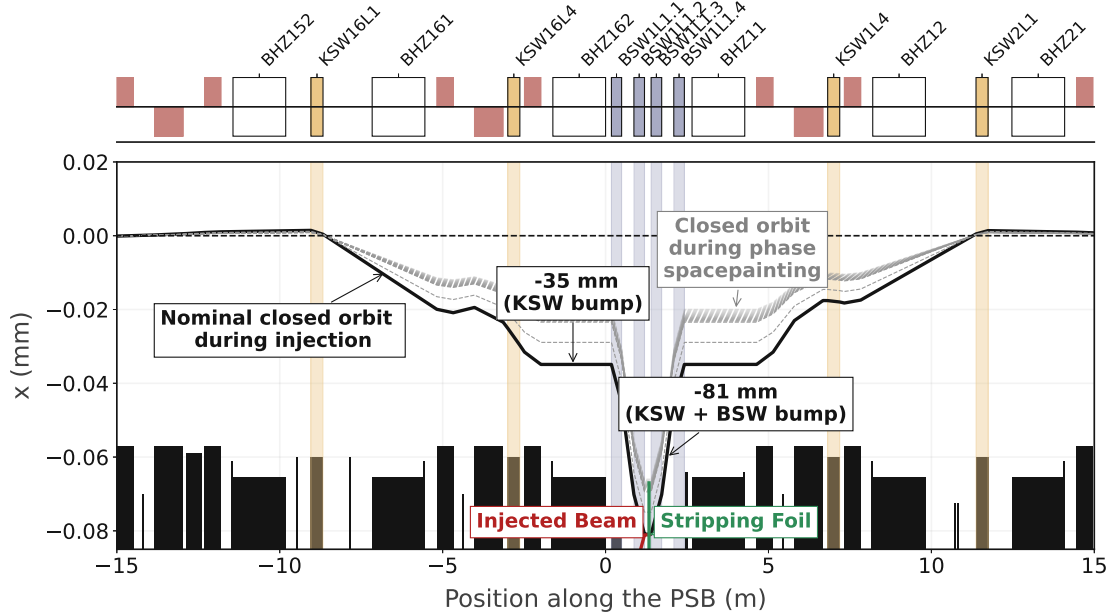 BHZ152
KSW16L1
BHZ161
KSW16L4
BHZ162
BSW1L1.1
BSW1L1.2
BSW1L1.3
BSW1L1.4
BHZ11
KSW1L4
BHZ12
KSW2L1
BHZ21
0.02
0.00
−0.02
−0.04
−0.06
−0.08
x (mm)
Closed orbit
during phase
spacepainting
-35 mm
(KSW bump)
Nominal closed orbit
during injection
-81 mm
(KSW + BSW bump)
Injected Beam
Stripping Foil
−15
−10
−5
0
5
10
15
Position along the PSB (m)